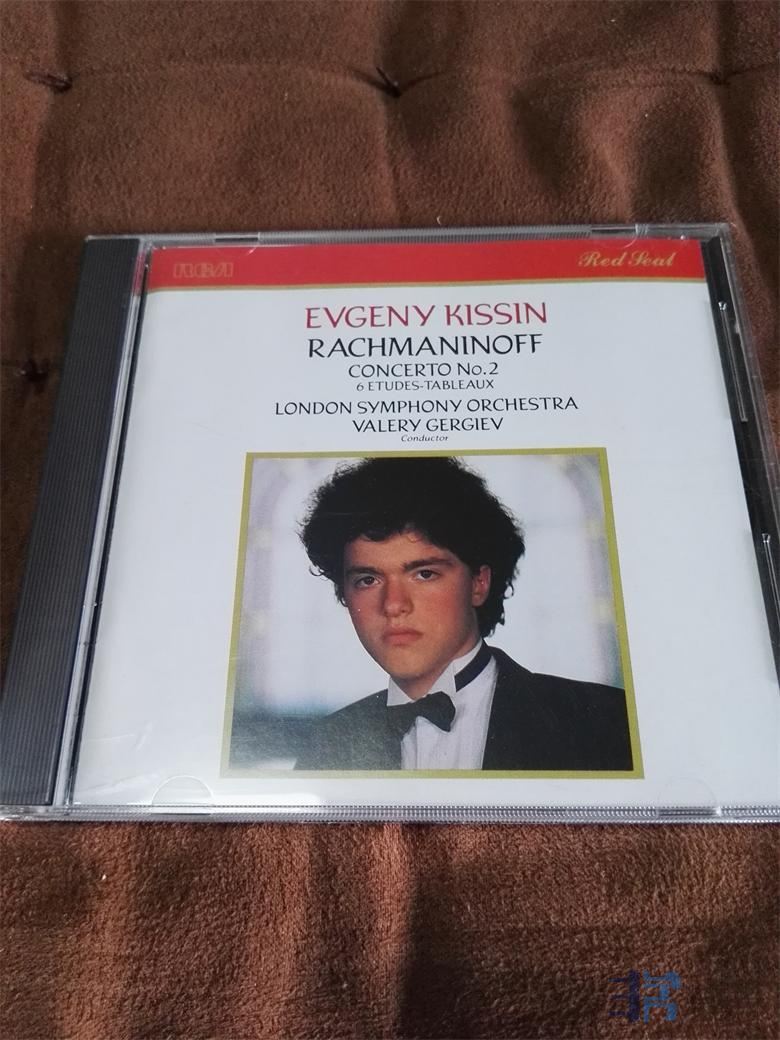 RCA
Red Seal
EVGENY KISSIN
RACHMANINOFF
CONCERTO No.2
6 ETUDES-TABLEAUX
LONDON SYMPHONY ORCHESTRA
VALERY GERGIEV
Conductor